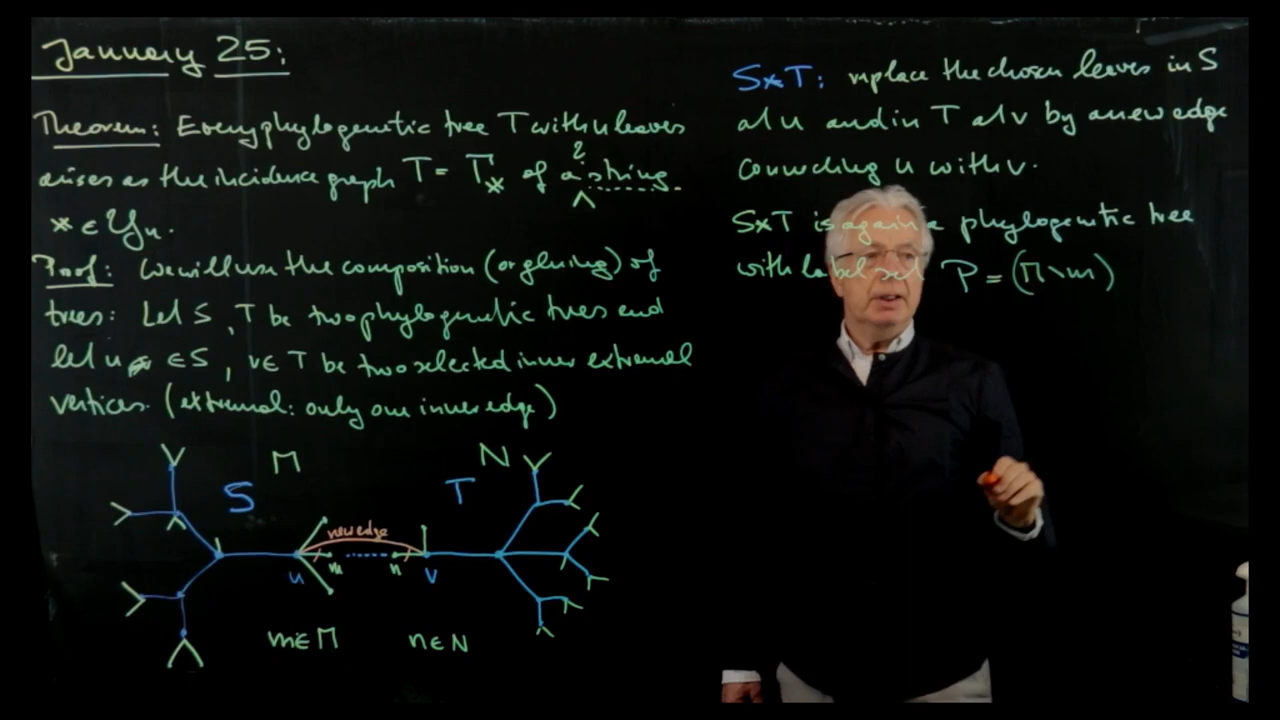 January 25:
Theorem: Every phylogenetic tree T with n leaves
2
arises as the incidence graph T = T_* of a string
* ∈ Y_n.
Proof: We will use the composition (or gluing) of
trees: Let S, T be two phylogenetic trees and
let u ∈ S, v ∈ T be two selected inner extremal
vertices. (extremal: only one inner edge)
S M
T N
new edge
m n
u v
m ∈ M n ∈ N
S*T: replace the chosen leaves in S
at u and in T at v by a new edge
connecting u with v.
S*T is again a phylogenetic tree
with label set P = (M \ m)